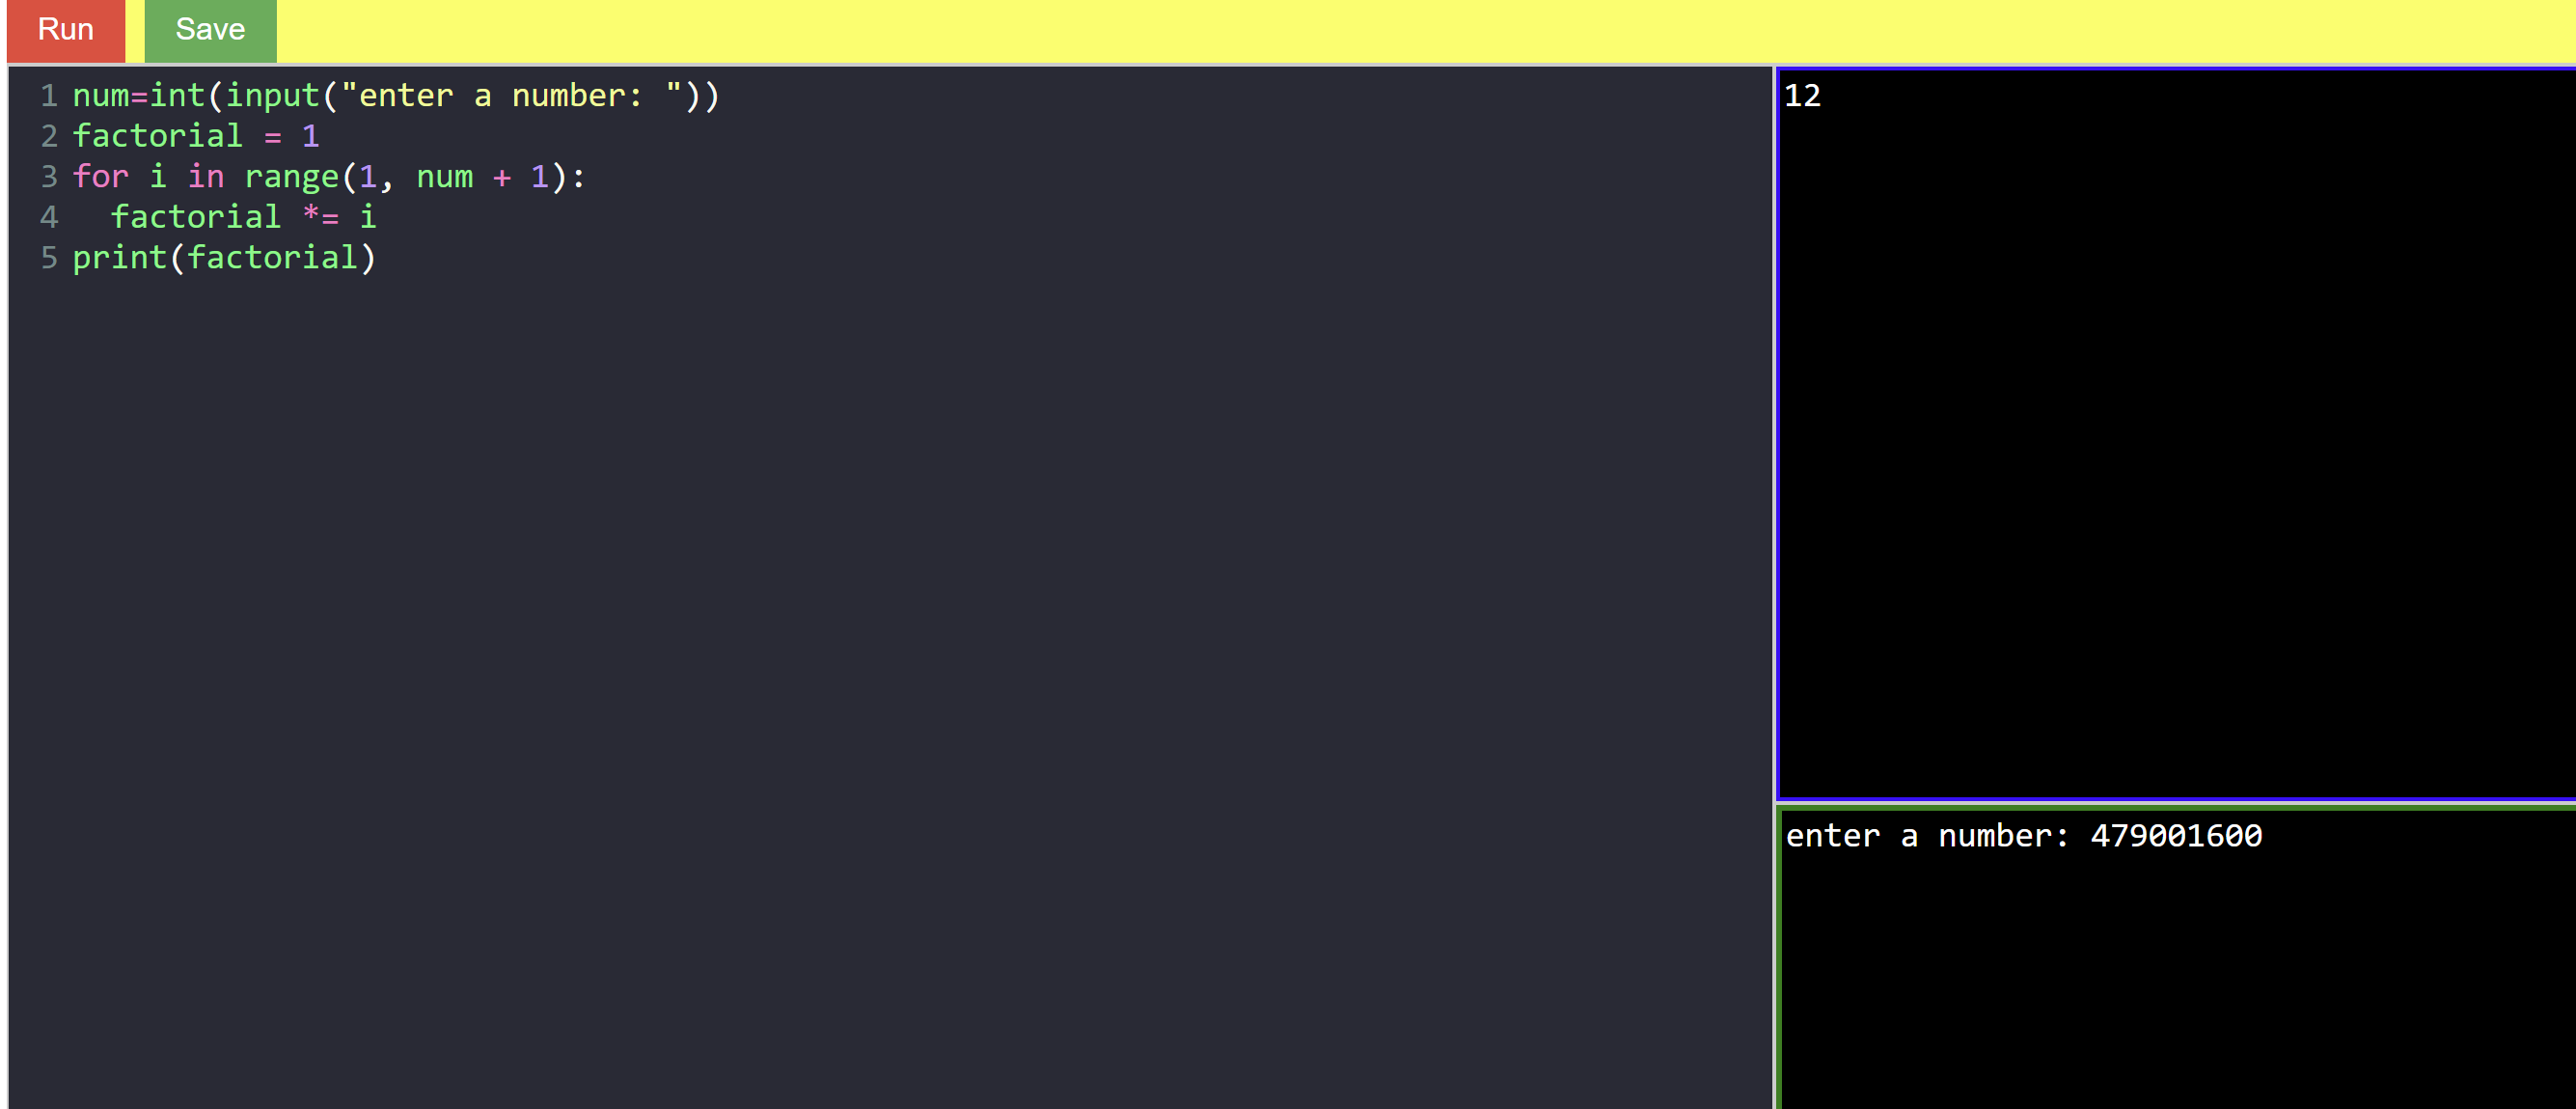 Run Save
1 num=int(input("enter a number: "))
2 factorial = 1
3 for i in range(1, num + 1):
4   factorial *= i
5 print(factorial)
12
enter a number: 479001600